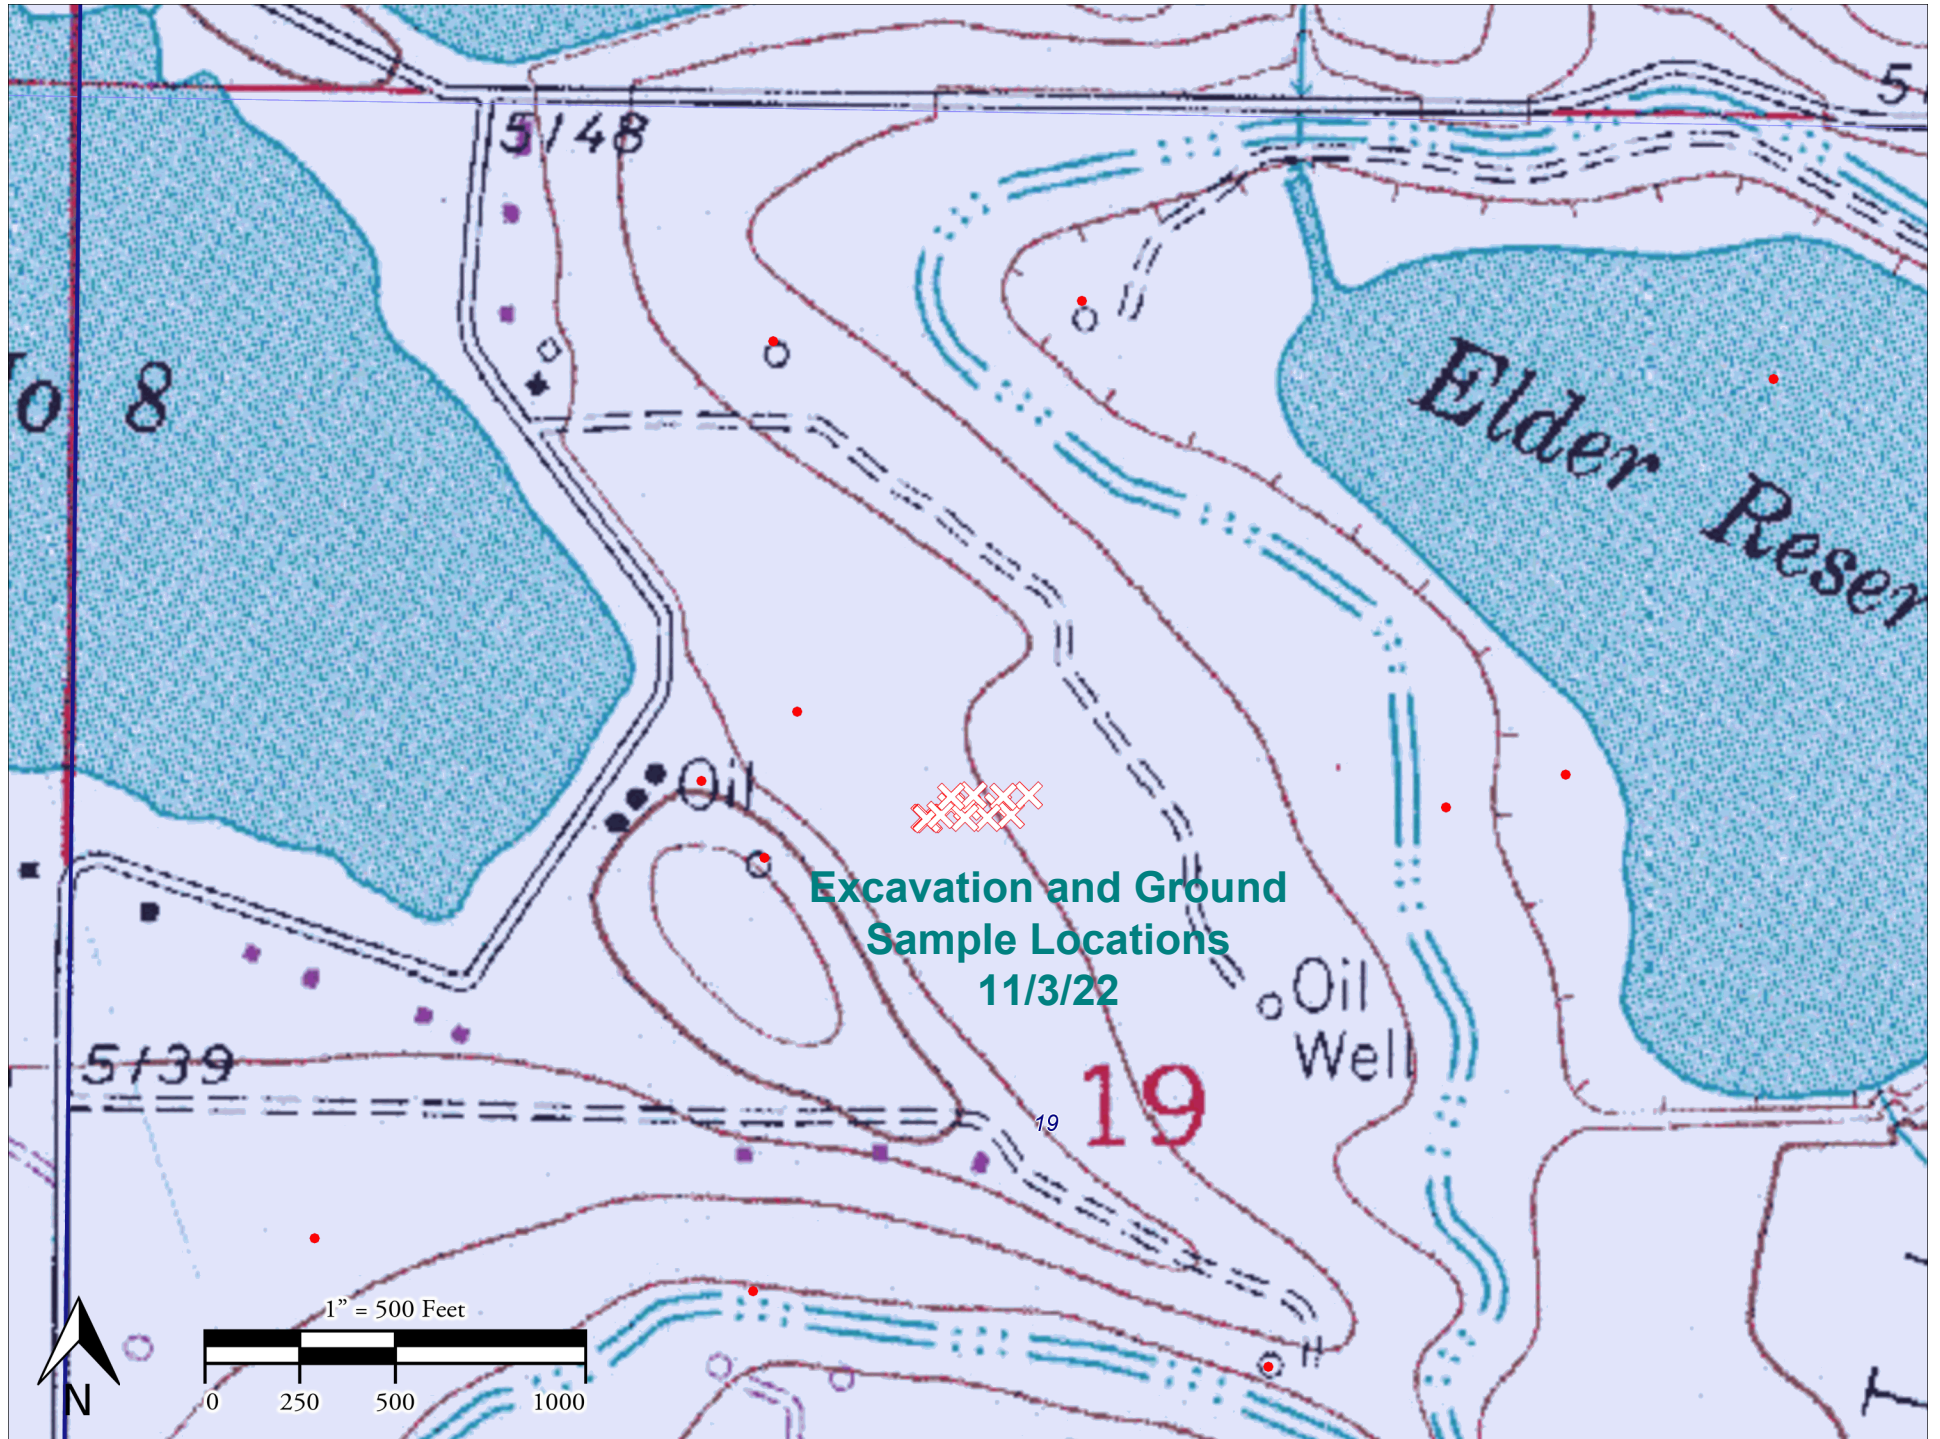 5148
o 8
Elder
Reser
Oil
Excavation and Ground
Sample Locations
11/3/22
Oil
Well
5139
19
19
1” = 500 Feet
0 250 500 1000
N